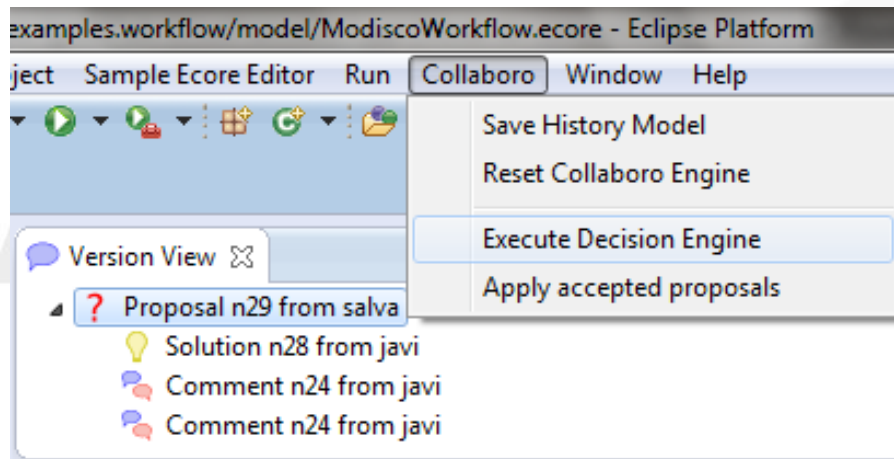 examples.workflow/model/ModiscoWorkflow.ecore - Eclipse Platform
ject Sample Ecore Editor Run Collaboro Window Help
Save History Model
Reset Collaboro Engine
Execute Decision Engine
Apply accepted proposals
Version View
Proposal n29 from salva
Solution n28 from javi
Comment n24 from javi
Comment n24 from javi